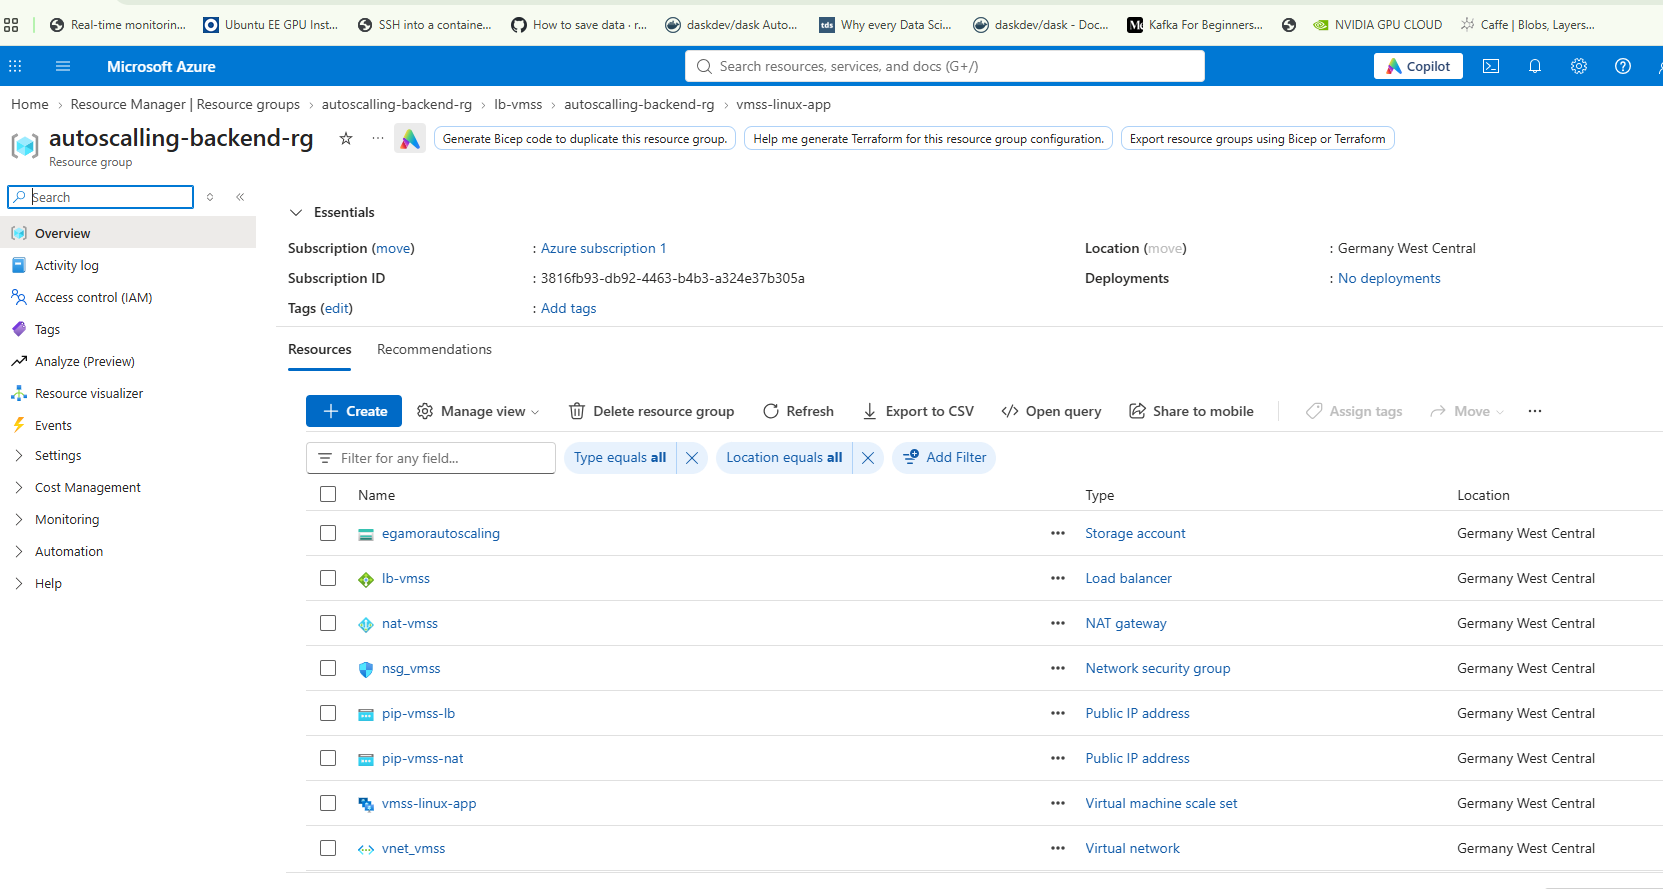 Real-time monitorin...
Ubuntu EE GPU Inst...
SSH into a containe...
How to save data · r...
daskdev/dask Auto...
tds Why every Data Sci...
daskdev/dask - Doc...
Kafka For Beginners...
NVIDIA GPU CLOUD
Caffe | Blobs, Layers...
Microsoft Azure
Search resources, services, and docs (G+/)
Copilot
Home > Resource Manager | Resource groups > autoscalling-backend-rg > lb-vmss > autoscalling-backend-rg > vmss-linux-app
autoscalling-backend-rg
Generate Bicep code to duplicate this resource group.
Help me generate Terraform for this resource group configuration.
Export resource groups using Bicep or Terraform
Resource group
Search
Overview
Activity log
Access control (IAM)
Tags
Analyze (Preview)
Resource visualizer
Events
Settings
Cost Management
Monitoring
Automation
Help
Essentials
Subscription (move) : Azure subscription 1
Subscription ID : 3816fb93-db92-4463-b4b3-a324e37b305a
Tags (edit) : Add tags
Location (move) : Germany West Central
Deployments : No deployments
Resources Recommendations
Create Manage view Delete resource group Refresh Export to CSV Open query Share to mobile Assign tags Move ...
Filter for any field... Type equals all Location equals all Add Filter
Name Type Location
egamorautoscaling ... Storage account Germany West Central
lb-vmss ... Load balancer Germany West Central
nat-vmss ... NAT gateway Germany West Central
nsg_vmss ... Network security group Germany West Central
pip-vmss-lb ... Public IP address Germany West Central
pip-vmss-nat ... Public IP address Germany West Central
vmss-linux-app ... Virtual machine scale set Germany West Central
vnet_vmss ... Virtual network Germany West Central